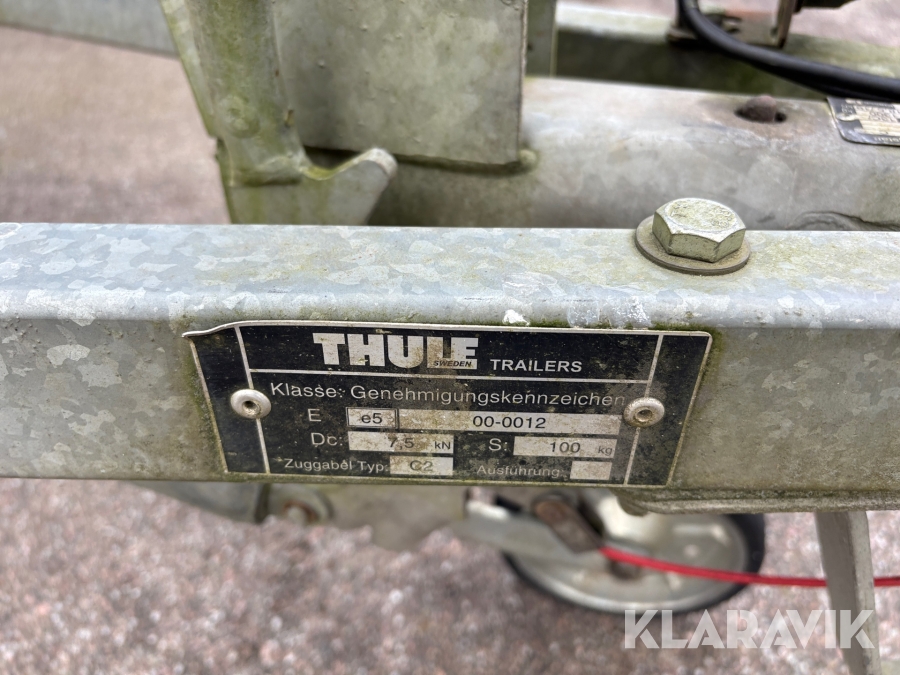 THULE
SWEDEN
TRAILERS
Klasse: Genehmigungskennzeichen
E e5 00-0012
Dc: 7,5 kN S: 100 kg
Zuggabel Typ: C2 Ausführung:
KLARAVIK